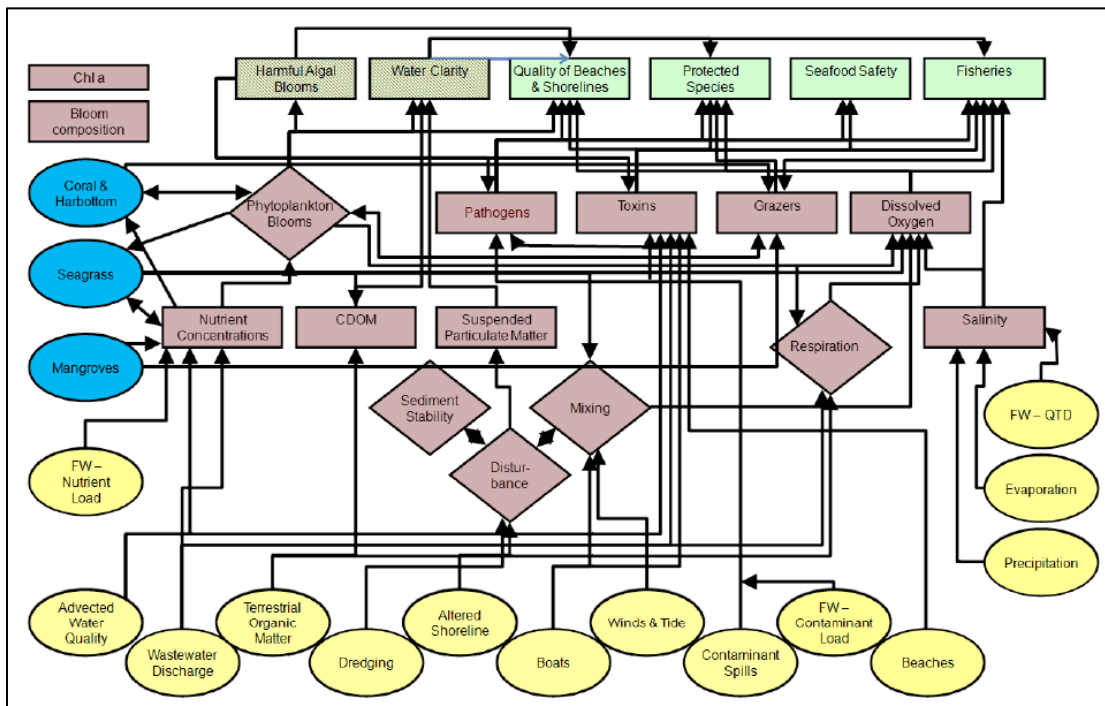 Chl a
Bloom
composition
Harmful Algal
Blooms
Water Clarity
Quality of Beaches
& Shorelines
Protected
Species
Seafood Safety
Fisheries
Coral &
Harbottom
Phytoplankton
Blooms
Pathogens
Toxins
Grazers
Dissolved
Oxygen
Seagrass
Nutrient
Concentrations
CDOM
Suspended
Particulate Matter
Respiration
Salinity
Mangroves
Sediment
Stability
Mixing
FW – QTD
FW –
Nutrient
Load
Distur-
bance
Evaporation
Precipitation
Advected
Water
Quality
Wastewater
Discharge
Terrestrial
Organic
Matter
Dredging
Altered
Shoreline
Boats
Winds & Tide
Contaminant
Spills
FW –
Contaminant
Load
Beaches